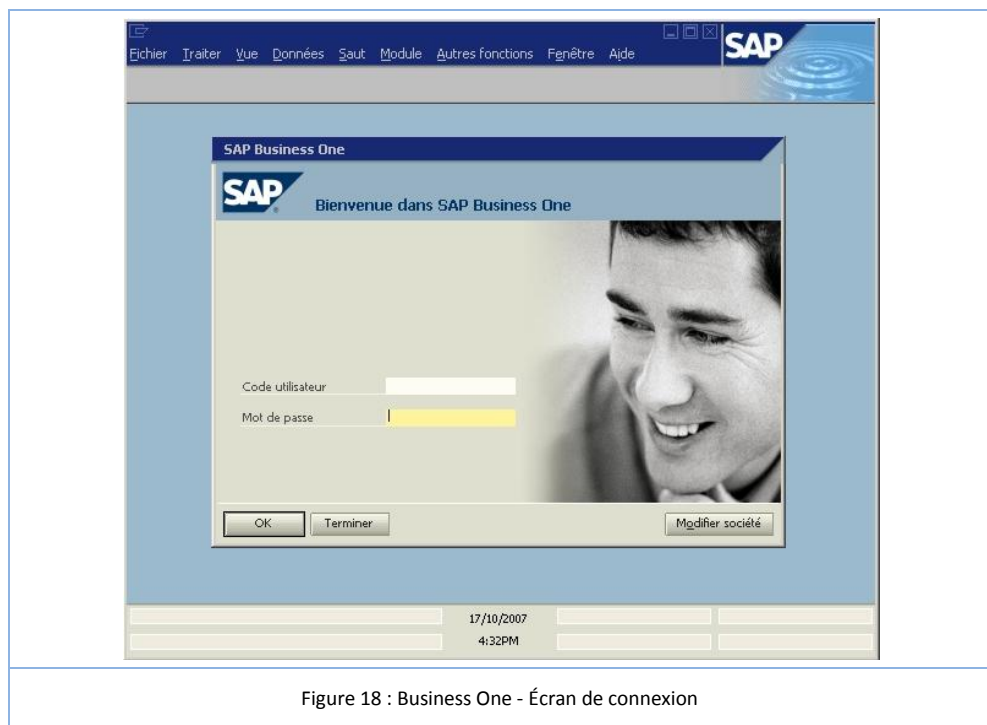 Fichier Traiter Vue Données Saut Module Autres fonctions Fenêtre Aide
SAP
SAP Business One
SAP
Bienvenue dans SAP Business One
Code utilisateur
Mot de passe
OK Terminer Modifier société
17/10/2007
4:32PM
Figure 18 : Business One - Écran de connexion